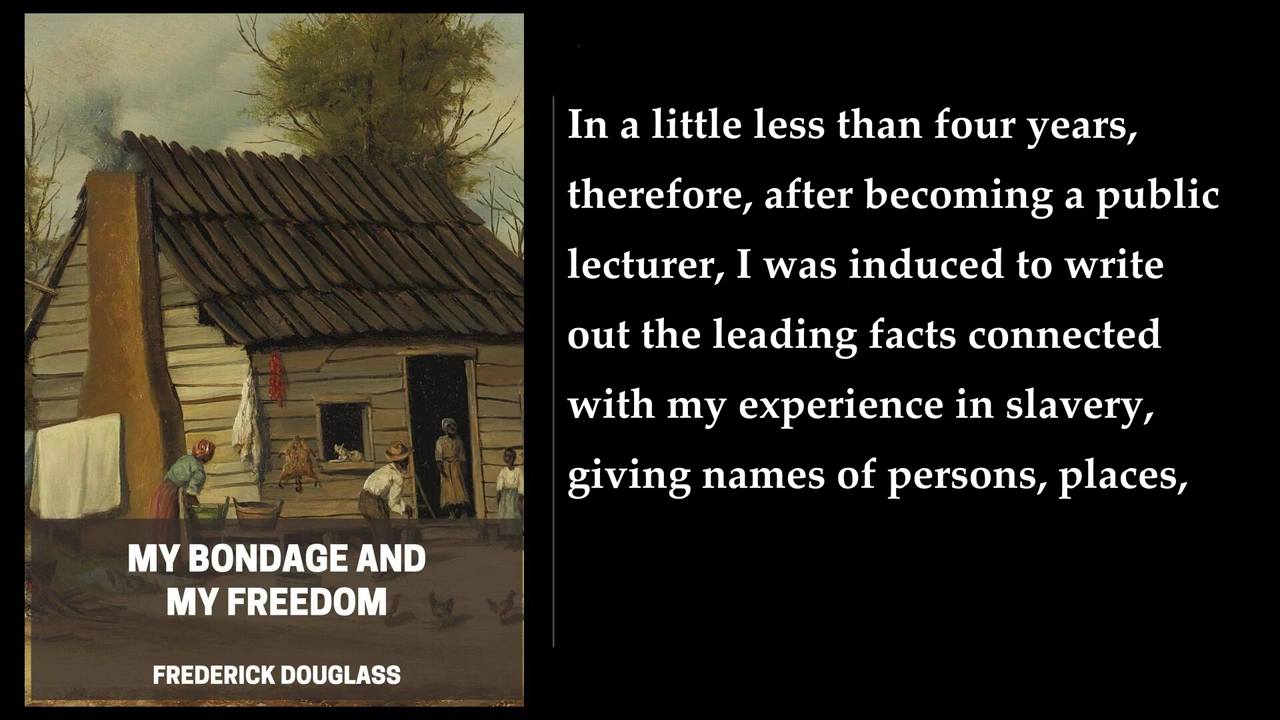 In a little less than four years,
therefore, after becoming a public
lecturer, I was induced to write
out the leading facts connected
with my experience in slavery,
giving names of persons, places,
MY BONDAGE AND
MY FREEDOM
FREDERICK DOUGLASS